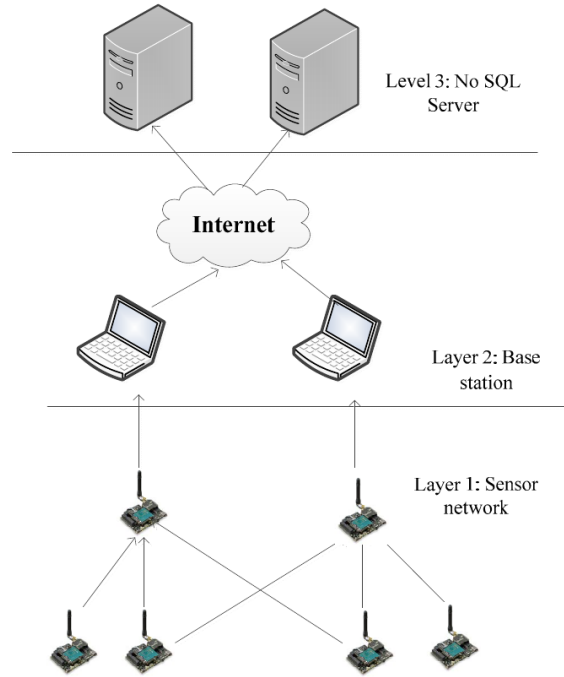 Level 3: No SQL
Server
Internet
Layer 2: Base
station
Layer 1: Sensor
network